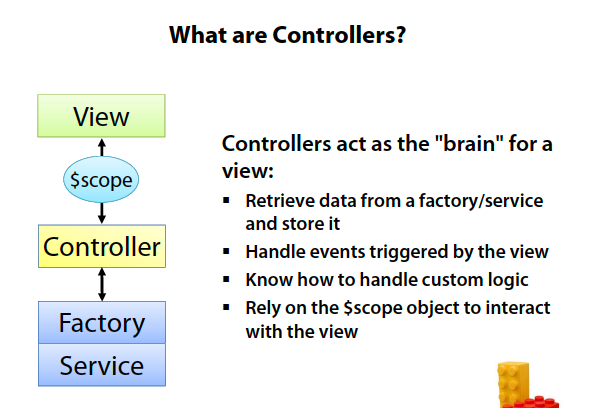 What are Controllers?
View
$scope
Controller
Factory
Service
Controllers act as the "brain" for a
view:
▪ Retrieve data from a factory/service
and store it
▪ Handle events triggered by the view
▪ Know how to handle custom logic
▪ Rely on the $scope object to interact
with the view